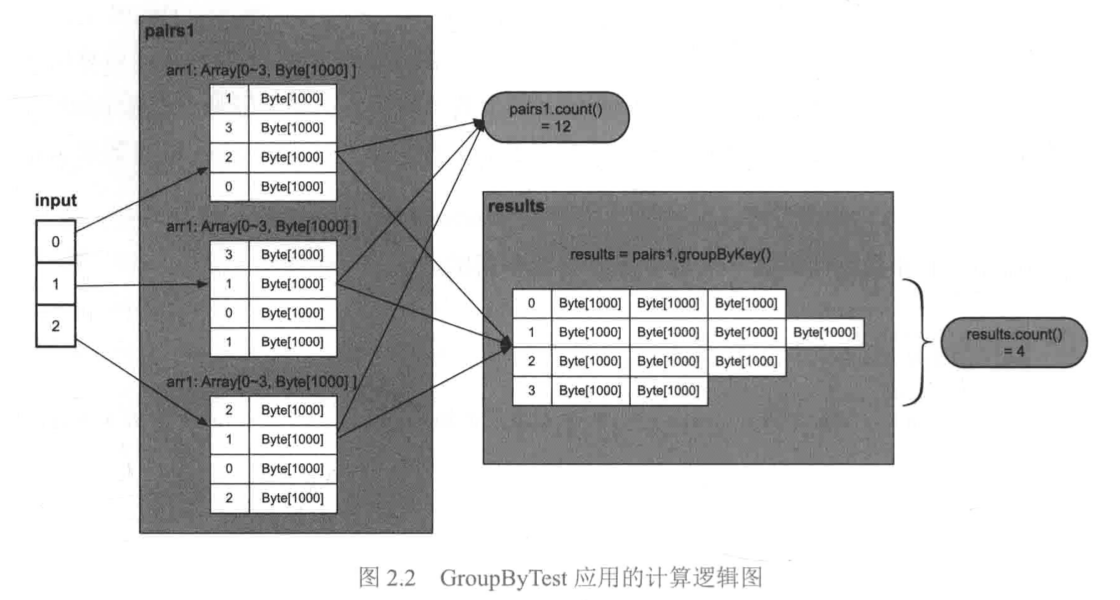 pairs1
arr1: Array[0~3, Byte[1000] ]
1 Byte[1000]
3 Byte[1000]
2 Byte[1000]
0 Byte[1000]
arr1: Array[0~3, Byte[1000] ]
3 Byte[1000]
1 Byte[1000]
0 Byte[1000]
1 Byte[1000]
arr1: Array[0~3, Byte[1000] ]
2 Byte[1000]
1 Byte[1000]
0 Byte[1000]
2 Byte[1000]
input
0
1
2
pairs1.count()
= 12
results
results = pairs1.groupByKey()
0 Byte[1000] Byte[1000] Byte[1000]
1 Byte[1000] Byte[1000] Byte[1000] Byte[1000]
2 Byte[1000] Byte[1000] Byte[1000]
3 Byte[1000] Byte[1000]
results.count()
= 4
图 2.2 GroupByTest 应用的计算逻辑图